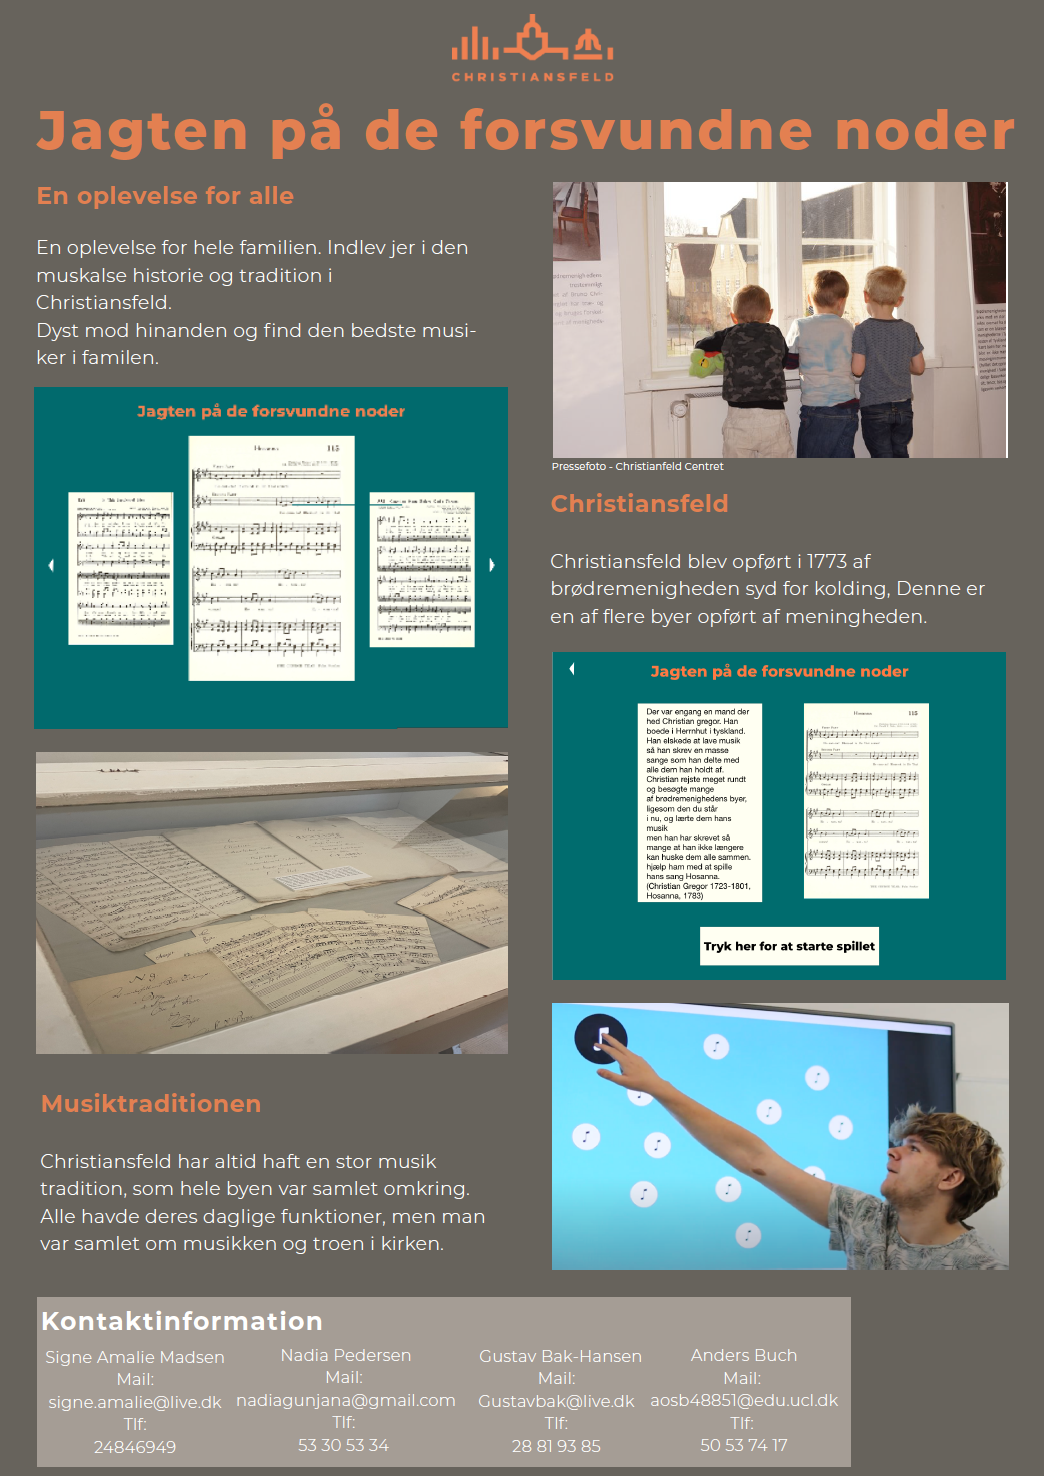 CHRISTIANSFELD
Jagten på de forsvundne noder
En oplevelse for alle
En oplevelse for hele familien. Indlev jer i den
muskalse historie og tradition i
Christiansfeld.
Dyst mod hinanden og find den bedste musi-
ker i familen.
Jagten på de forsvundne noder
Hosanna 115
Pressefoto - Christianfeld Centret
Christiansfeld
Christiansfeld blev opført i 1773 af
brødremenigheden syd for kolding, Denne er
en af flere byer opført af meningheden.
Jagten på de forsvundne noder
Der var engang en mand der
hed Christian gregor. Han
boede i Herrnhut i tyskland.
Han elskede at lave musik
så han skrev en masse
sange som han delte med
alle dem han holdt af.
Christian rejste meget rundt
og besøgte mange
af brødremenighedens byer,
ligesom den du står
i nu, og lærte dem hans
musik
men han har skrevet så
mange at han ikke længere
kan huske dem alle sammen.
hjælp ham med at spille
hans sang Hosanna.
(Christian Gregor 1723-1801,
Hosanna, 1783)
Hosanna 115
Tryk her for at starte spillet
Musiktraditionen
Christiansfeld har altid haft en stor musik
tradition, som hele byen var samlet omkring.
Alle havde deres daglige funktioner, men man
var samlet om musikken og troen i kirken.
Kontaktinformation
Signe Amalie Madsen
Mail:
signe.amalie@live.dk
Tlf:
24846949
Nadia Pedersen
Mail:
nadiagunjana@gmail.com
Tlf:
53 30 53 34
Gustav Bak-Hansen
Mail:
Gustavbak@live.dk
Tlf:
28 81 93 85
Anders Buch
Mail:
aosb48851@edu.ucl.dk
Tlf:
50 53 74 17